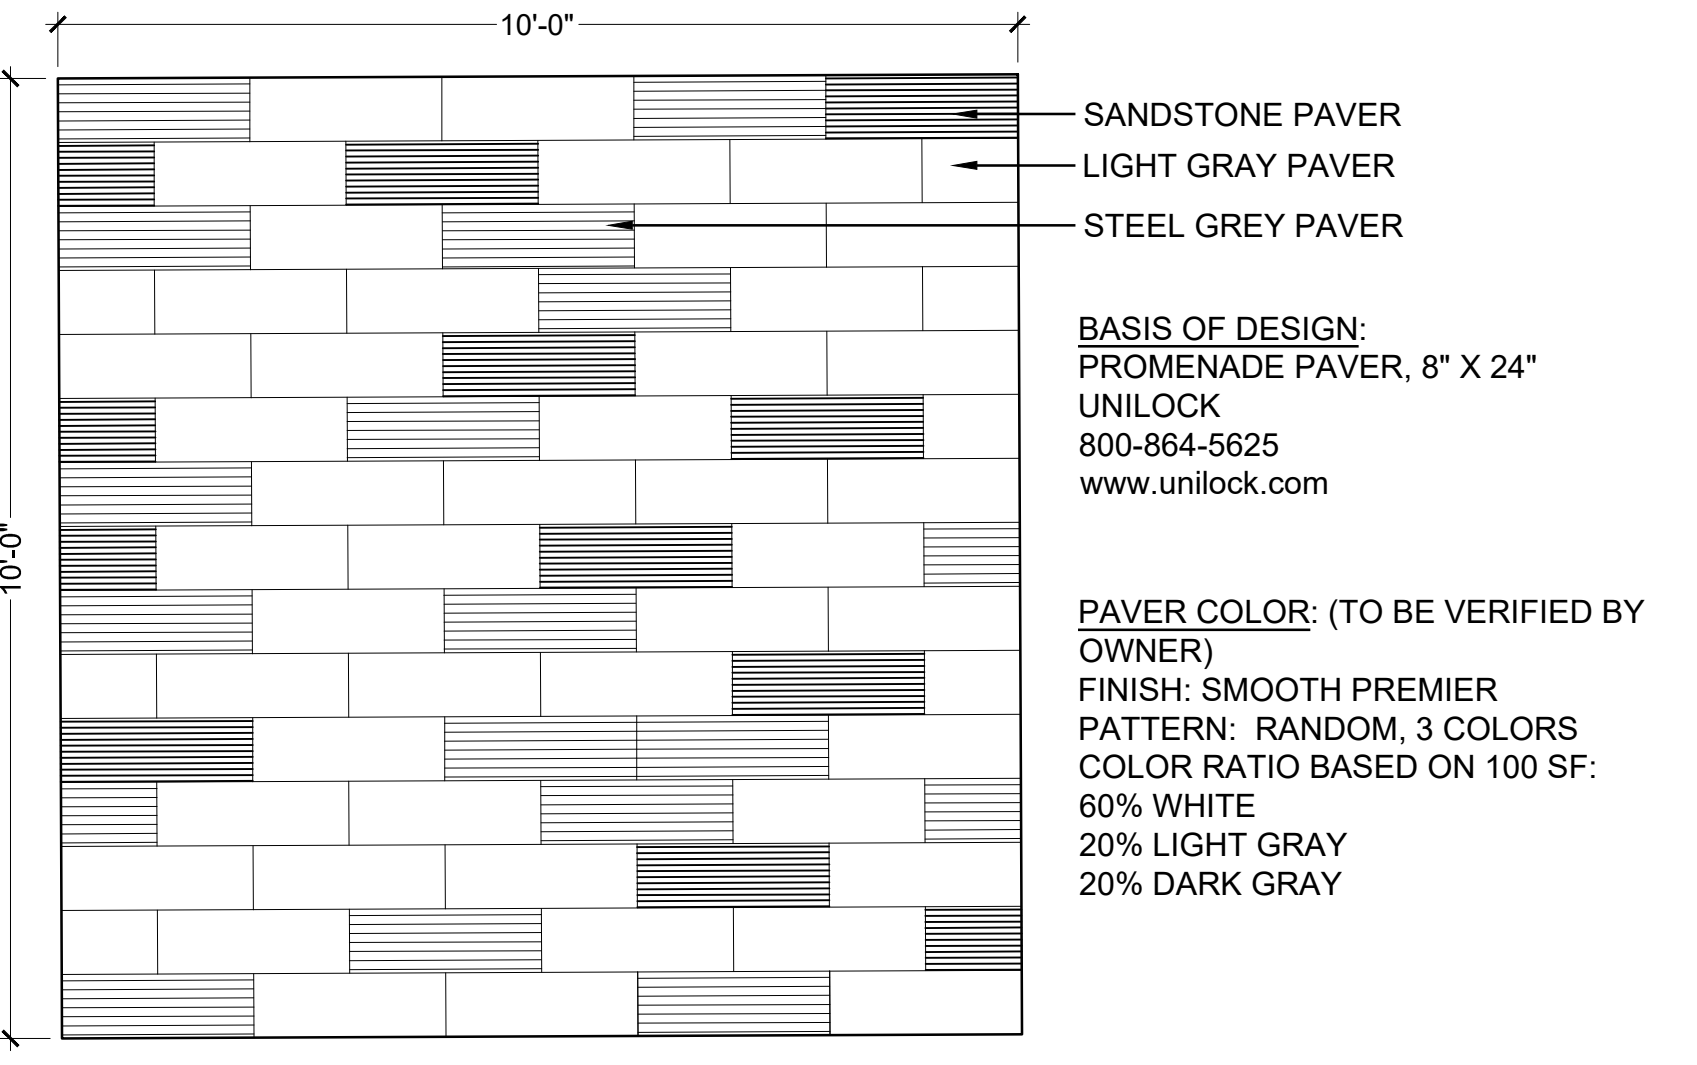 10'-0"
SANDSTONE PAVER
LIGHT GRAY PAVER
STEEL GREY PAVER
BASIS OF DESIGN:
PROMENADE PAVER, 8" X 24"
UNILOCK
800-864-5625
www.unilock.com
10'-0"
PAVER COLOR: (TO BE VERIFIED BY
OWNER)
FINISH: SMOOTH PREMIER
PATTERN:  RANDOM, 3 COLORS
COLOR RATIO BASED ON 100 SF:
60% WHITE
20% LIGHT GRAY
20% DARK GRAY